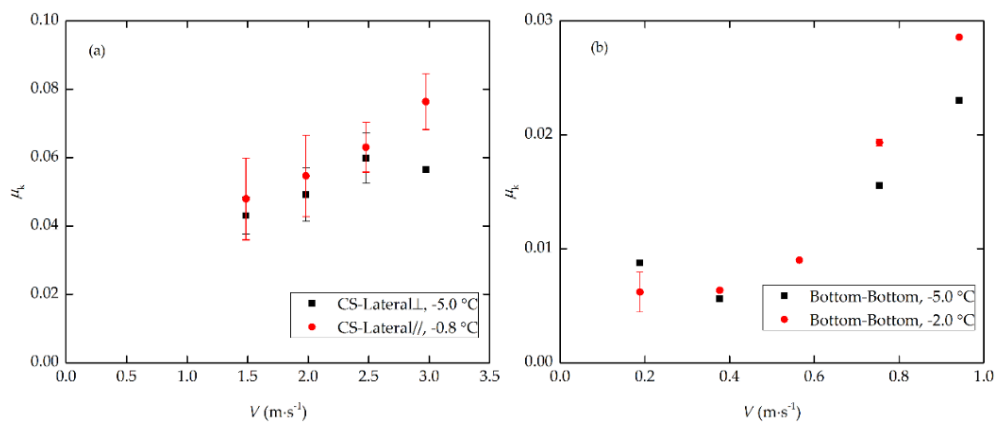 (a)
0.10
0.08
0.06
0.04
0.02
0.00
μk
CS-Lateral⊥, -5.0 °C
CS-Lateral//, -0.8 °C
0.0 0.5 1.0 1.5 2.0 2.5 3.0 3.5
V (m·s⁻¹)
(b)
0.03
0.02
0.01
0.00
μk
Bottom-Bottom, -5.0 °C
Bottom-Bottom, -2.0 °C
0.0 0.2 0.4 0.6 0.8 1.0
V (m·s⁻¹)